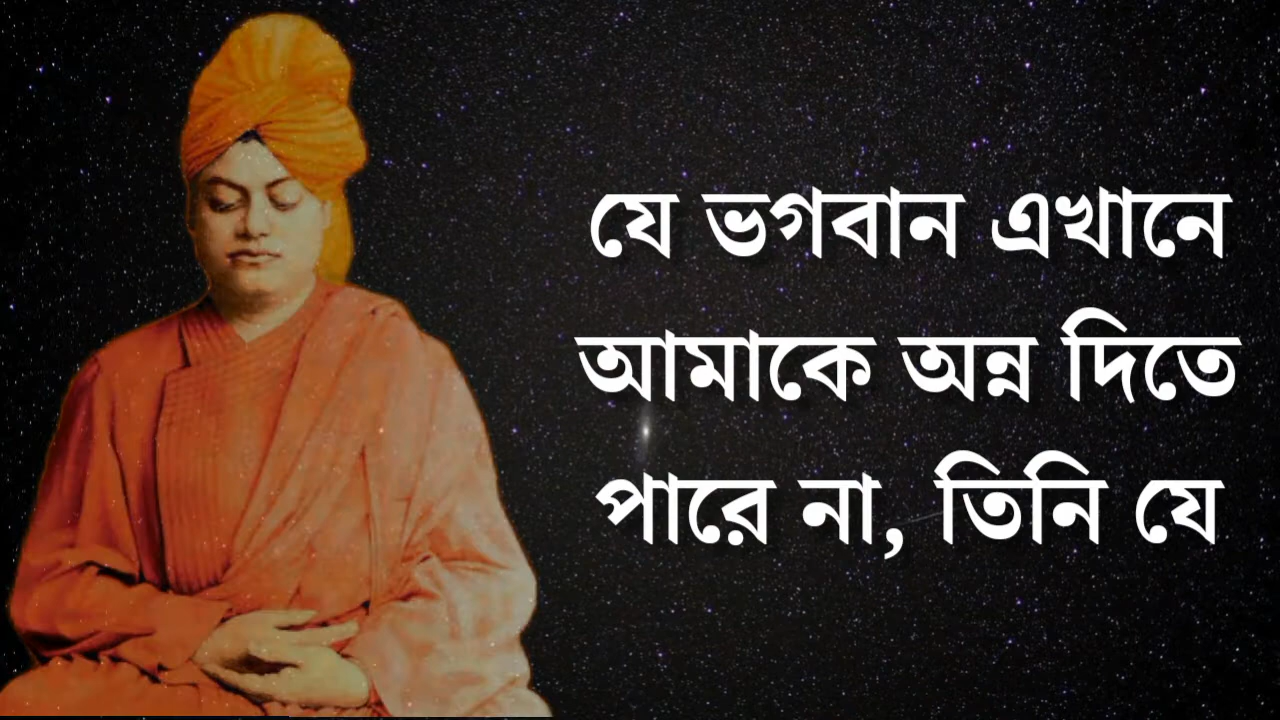 যে ভগবান এখানে
আমাকে অন্ন দিতে
পারে না, তিনি যে